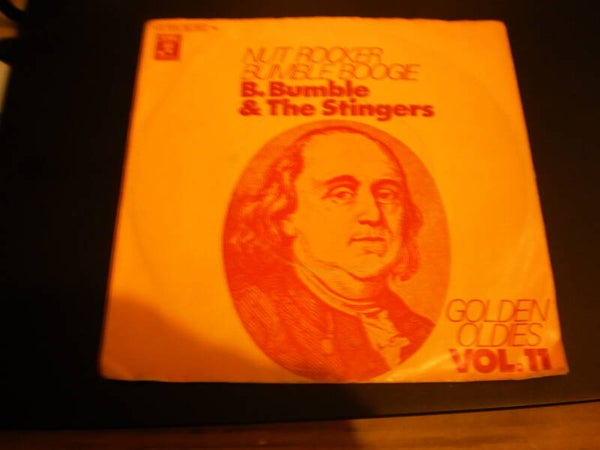 NUT ROCKER
BUMBLE BOOGIE
B. Bumble
& The Stingers
GOLDEN
OLDIES
VOL. 11